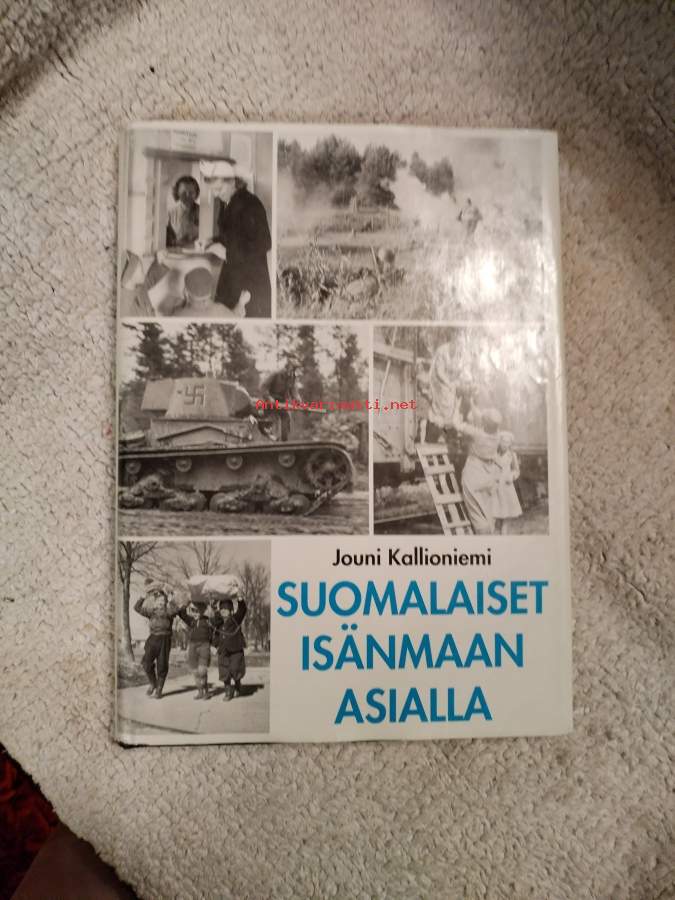 Antikvariaatti.net
Jouni Kallioniemi
SUOMALAISET
ISÄNMAAN
ASIALLA